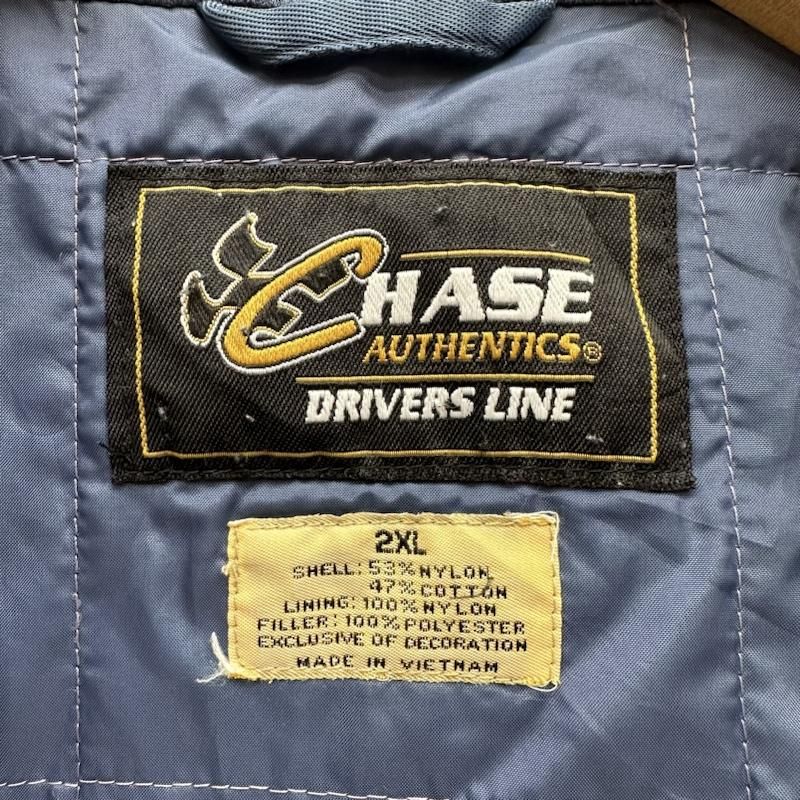 CHASE
AUTHENTICS®
DRIVERS LINE
2XL
SHELL: 53% NYLON
47% COTTON
LINING: 100% NYLON
FILLER: 100% POLYESTER
EXCLUSIVE OF DECORATION
MADE IN VIETNAM